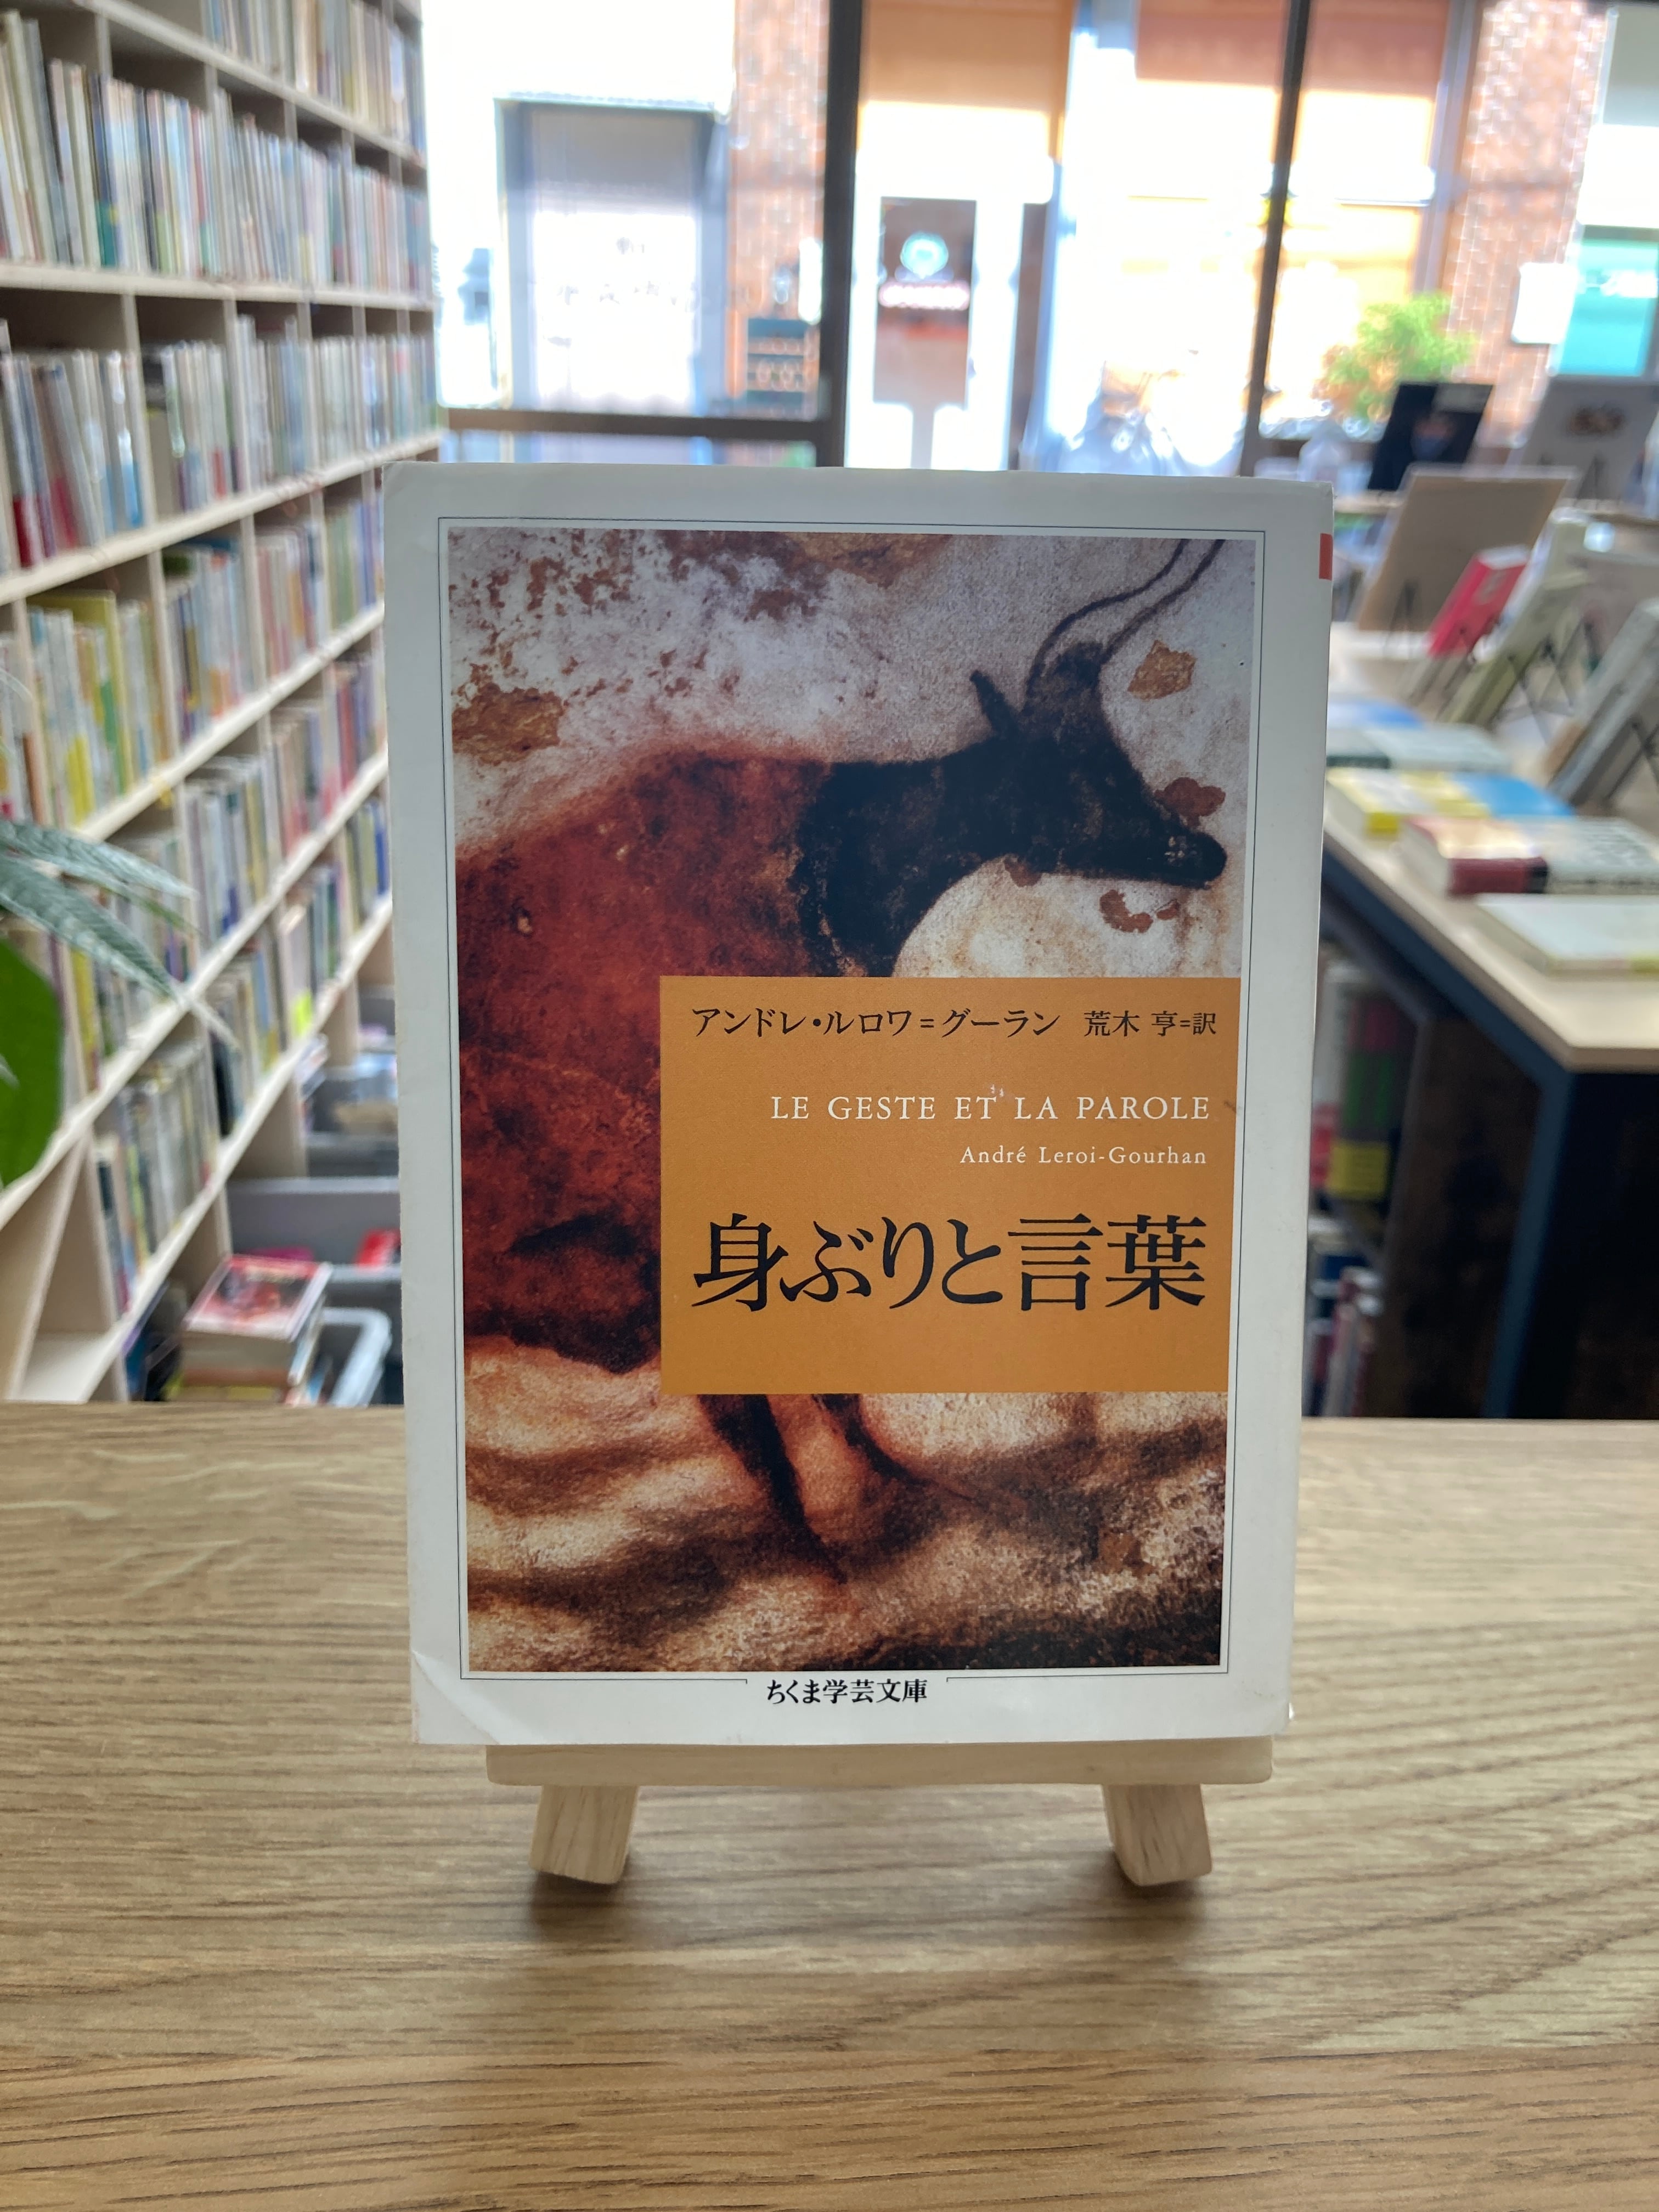 アンドレ・ルロワ=グーラン 荒木 亨=訳
LE GESTE ET LA PAROLE
André Leroi-Gourhan
身ぶりと言葉
ちくま学芸文庫